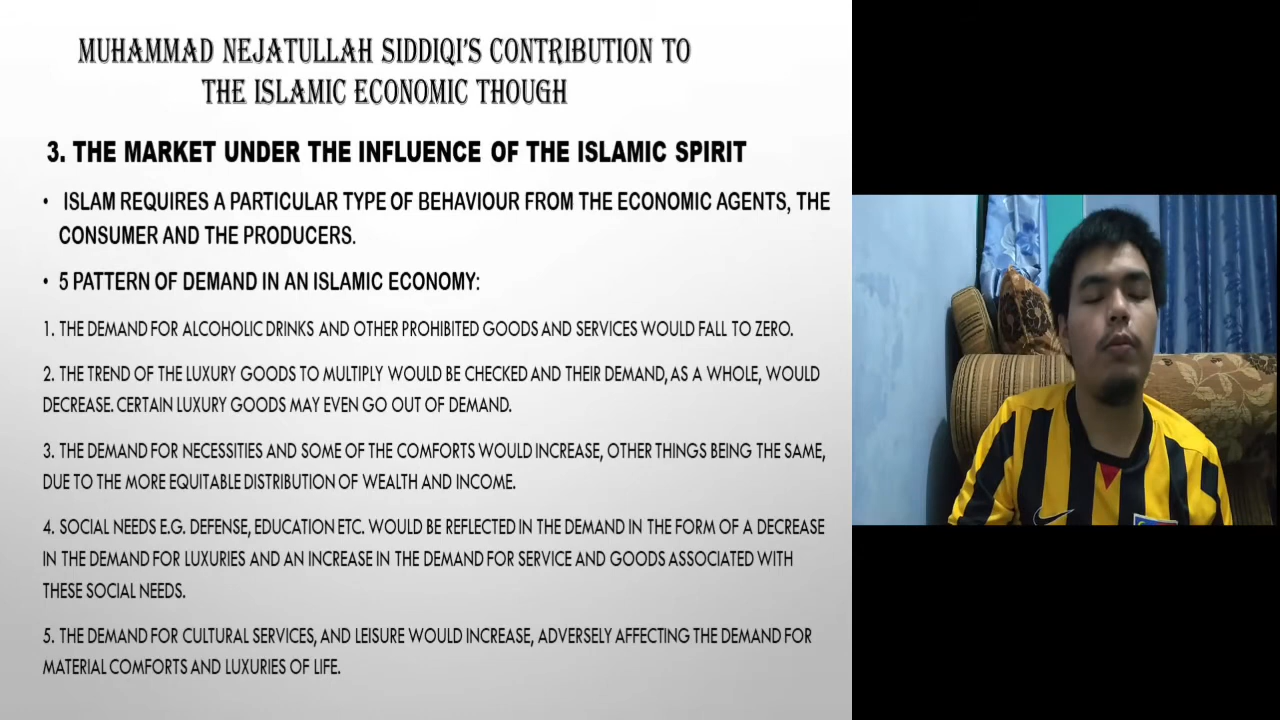 MUHAMMAD NEJATULLAH SIDDIQI'S CONTRIBUTION TO
THE ISLAMIC ECONOMIC THOUGH
3. THE MARKET UNDER THE INFLUENCE OF THE ISLAMIC SPIRIT
• ISLAM REQUIRES A PARTICULAR TYPE OF BEHAVIOUR FROM THE ECONOMIC AGENTS, THE
CONSUMER AND THE PRODUCERS.
• 5 PATTERN OF DEMAND IN AN ISLAMIC ECONOMY:
1. THE DEMAND FOR ALCOHOLIC DRINKS AND OTHER PROHIBITED GOODS AND SERVICES WOULD FALL TO ZERO.
2. THE TREND OF THE LUXURY GOODS TO MULTIPLY WOULD BE CHECKED AND THEIR DEMAND, AS A WHOLE, WOULD
DECREASE. CERTAIN LUXURY GOODS MAY EVEN GO OUT OF DEMAND.
3. THE DEMAND FOR NECESSITIES AND SOME OF THE COMFORTS WOULD INCREASE, OTHER THINGS BEING THE SAME,
DUE TO THE MORE EQUITABLE DISTRIBUTION OF WEALTH AND INCOME.
4. SOCIAL NEEDS E.G. DEFENSE, EDUCATION ETC. WOULD BE REFLECTED IN THE DEMAND IN THE FORM OF A DECREASE
IN THE DEMAND FOR LUXURIES AND AN INCREASE IN THE DEMAND FOR SERVICE AND GOODS ASSOCIATED WITH
THESE SOCIAL NEEDS.
5. THE DEMAND FOR CULTURAL SERVICES, AND LEISURE WOULD INCREASE, ADVERSELY AFFECTING THE DEMAND FOR
MATERIAL COMFORTS AND LUXURIES OF LIFE.